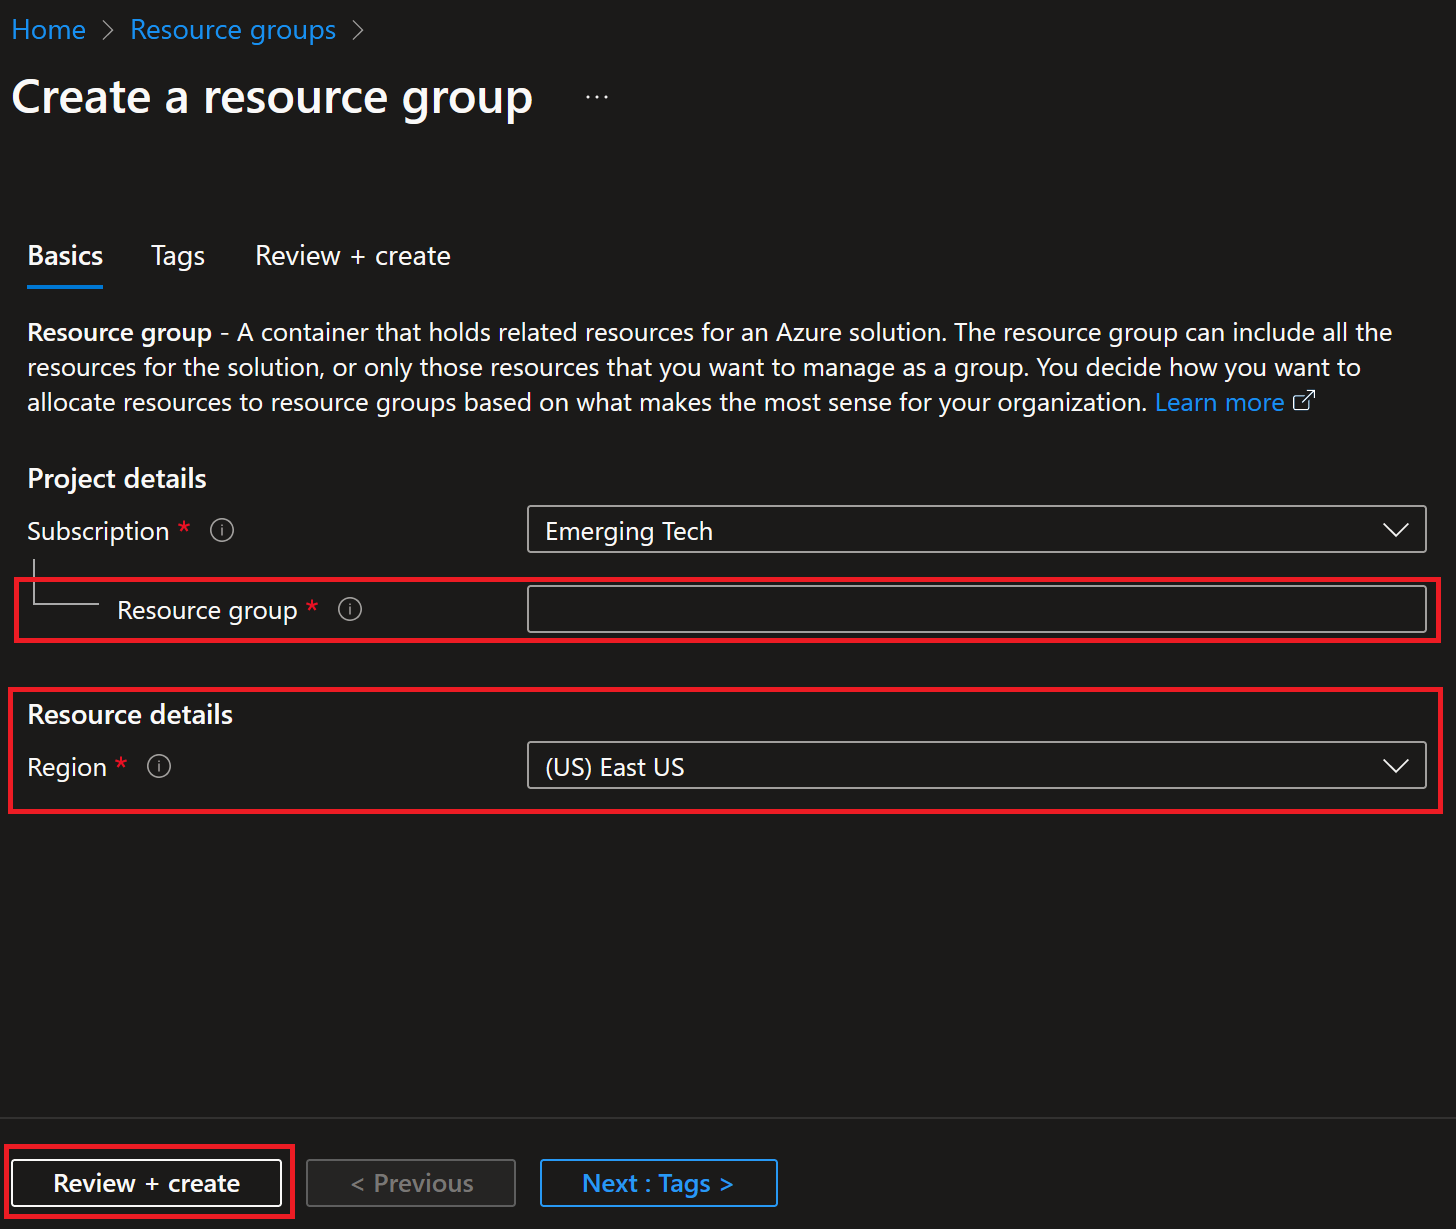 Home > Resource groups >
Create a resource group ...
Basics Tags Review + create
Resource group - A container that holds related resources for an Azure solution. The resource group can include all the
resources for the solution, or only those resources that you want to manage as a group. You decide how you want to
allocate resources to resource groups based on what makes the most sense for your organization. Learn more
Project details
Subscription * Emerging Tech
Resource group *
Resource details
Region * (US) East US
Review + create < Previous Next : Tags >